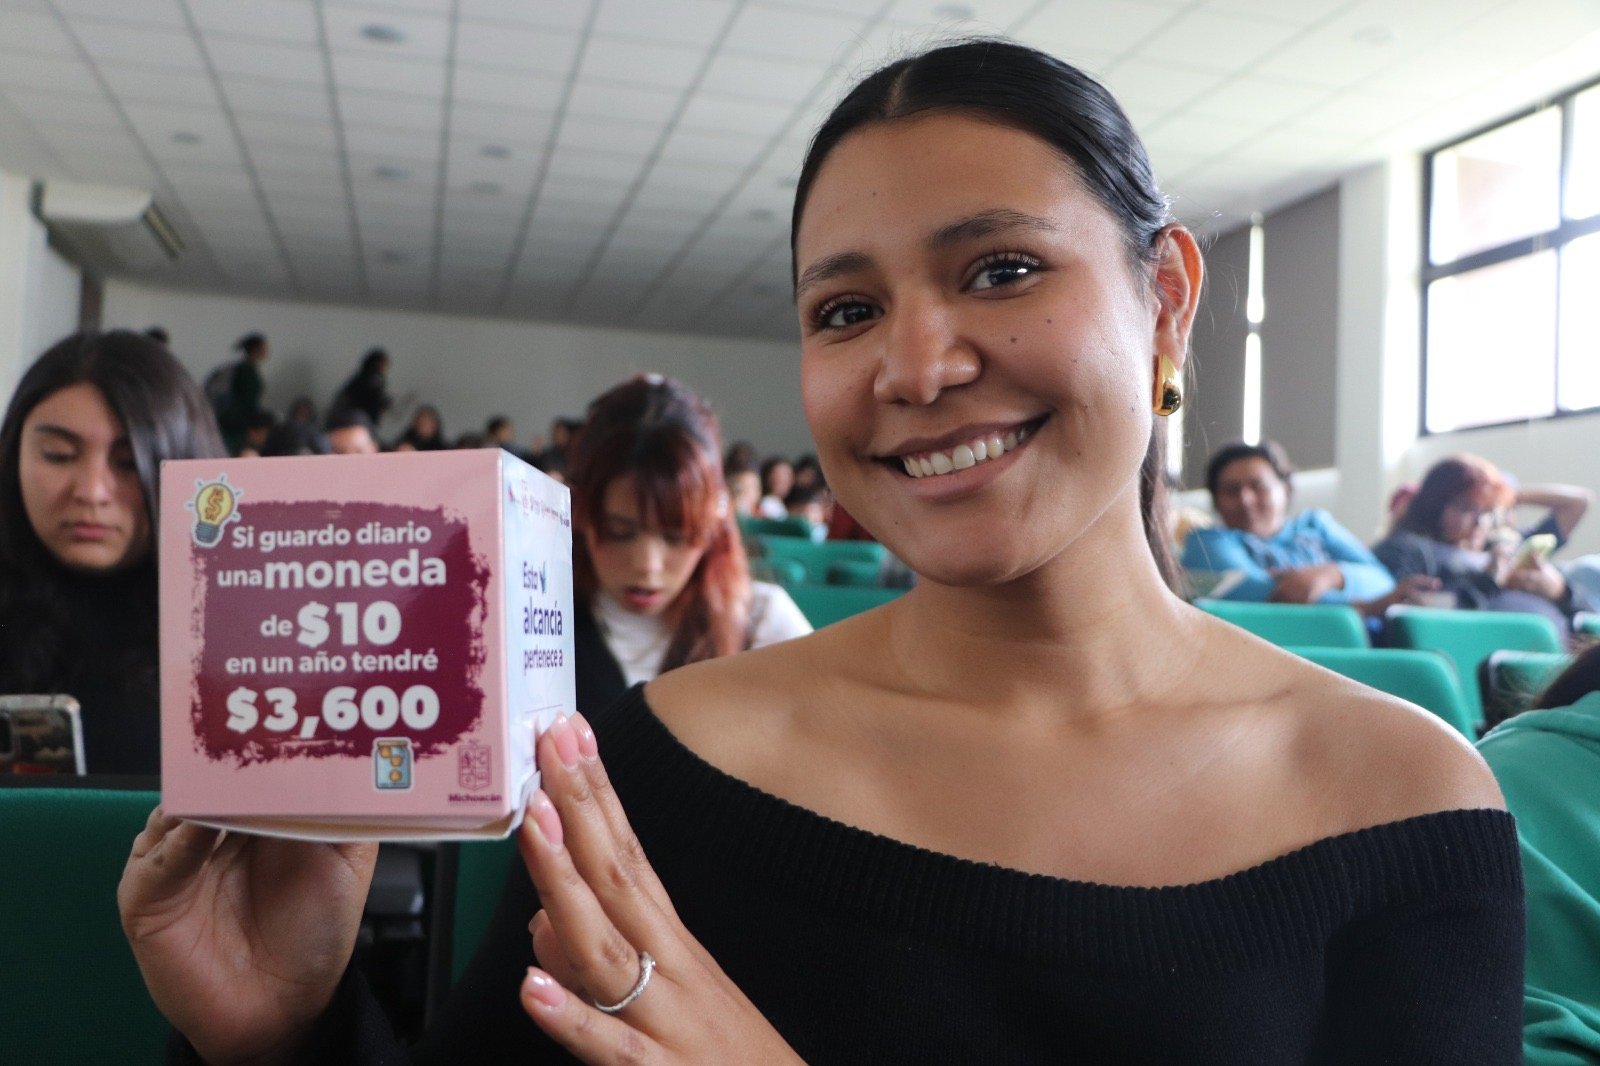 Si guardo diario
una moneda
de $10
en un año tendré
$3,600
Michoacán
Esta
alcancía
pertenece a